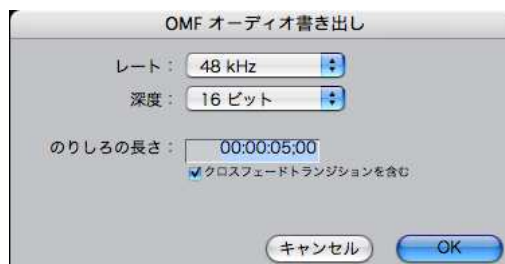 OMF オーディオ書き出し
レート： 48 kHz
深度： 16 ビット
のりしろの長さ： 00:00:05;00
クロスフェードトランジションを含む
キャンセル OK